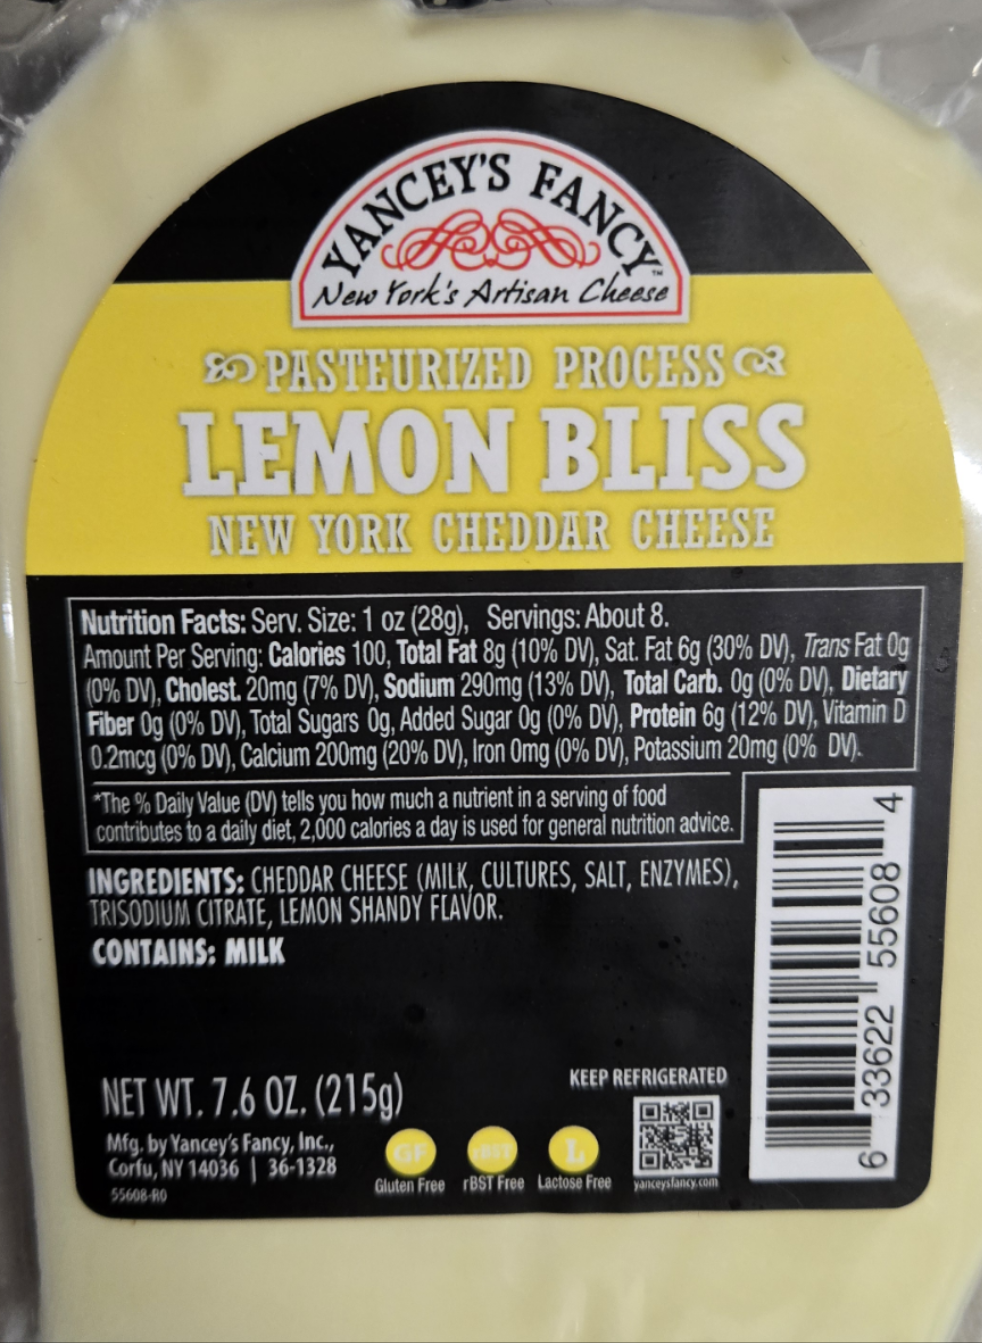 YANCEY'S FANCY™
New York's Artisan Cheese
PASTEURIZED PROCESS
LEMON BLISS
NEW YORK CHEDDAR CHEESE
Nutrition Facts: Serv. Size: 1 oz (28g), Servings: About 8.
Amount Per Serving: Calories 100, Total Fat 8g (10% DV), Sat. Fat 6g (30% DV), Trans Fat 0g
(0% DV), Cholest. 20mg (7% DV), Sodium 290mg (13% DV), Total Carb. 0g (0% DV), Dietary
Fiber 0g (0% DV), Total Sugars 0g, Added Sugar 0g (0% DV), Protein 6g (12% DV), Vitamin D
0.2mcg (0% DV), Calcium 200mg (20% DV), Iron 0mg (0% DV), Potassium 20mg (0% DV).
*The % Daily Value (DV) tells you how much a nutrient in a serving of food
contributes to a daily diet, 2,000 calories a day is used for general nutrition advice.
INGREDIENTS: CHEDDAR CHEESE (MILK, CULTURES, SALT, ENZYMES),
TRISODIUM CITRATE, LEMON SHANDY FLAVOR.
CONTAINS: MILK
6 33622 55608 4
NET WT. 7.6 OZ. (215g)
KEEP REFRIGERATED
Mfg. by Yancey's Fancy, Inc.,
Corfu, NY 14036 | 36-1328
55608-R0
GF
rBST
L
Gluten Free
rBST Free
Lactose Free
yanceysfancy.com